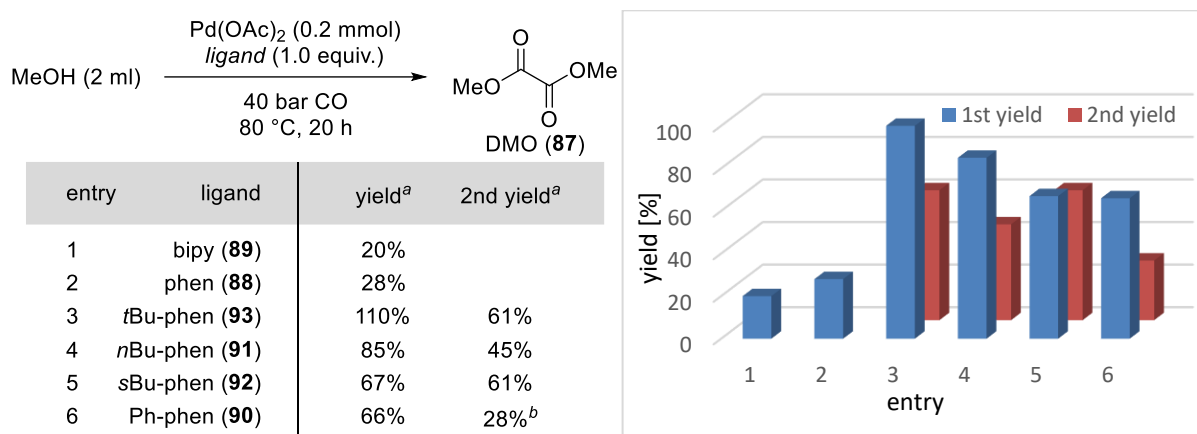 Pd(OAc)2 (0.2 mmol)
ligand (1.0 equiv.)
MeOH (2 ml)
40 bar CO
80 °C, 20 h
O
OMe
MeO
O
DMO (87)
entry ligand yielda 2nd yielda
1 bipy (89) 20%
2 phen (88) 28%
3 tBu-phen (93) 110% 61%
4 nBu-phen (91) 85% 45%
5 sBu-phen (92) 67% 61%
6 Ph-phen (90) 66% 28%b
1st yield 2nd yield
yield [%]
100
80
60
40
20
0
1 2 3 4 5 6
entry